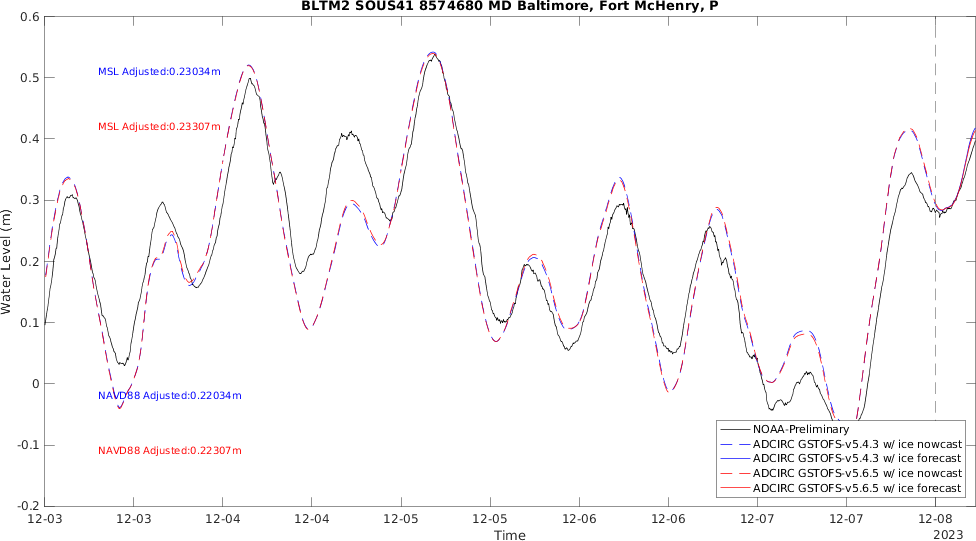 BLTM2 SOUS41 8574680 MD Baltimore, Fort McHenry, P
0.6
0.5
0.4
0.3
0.2
0.1
0
-0.1
-0.2
Water Level (m)
MSL Adjusted:0.23034m
MSL Adjusted:0.23307m
NAVD88 Adjusted:0.22034m
NAVD88 Adjusted:0.22307m
NOAA-Preliminary
ADCIRC GSTOFS-v5.4.3 w/ ice nowcast
ADCIRC GSTOFS-v5.4.3 w/ ice forecast
ADCIRC GSTOFS-v5.6.5 w/ ice nowcast
ADCIRC GSTOFS-v5.6.5 w/ ice forecast
12-03 12-03 12-04 12-04 12-05 12-05 12-06 12-06 12-07 12-07 12-08
Time
2023